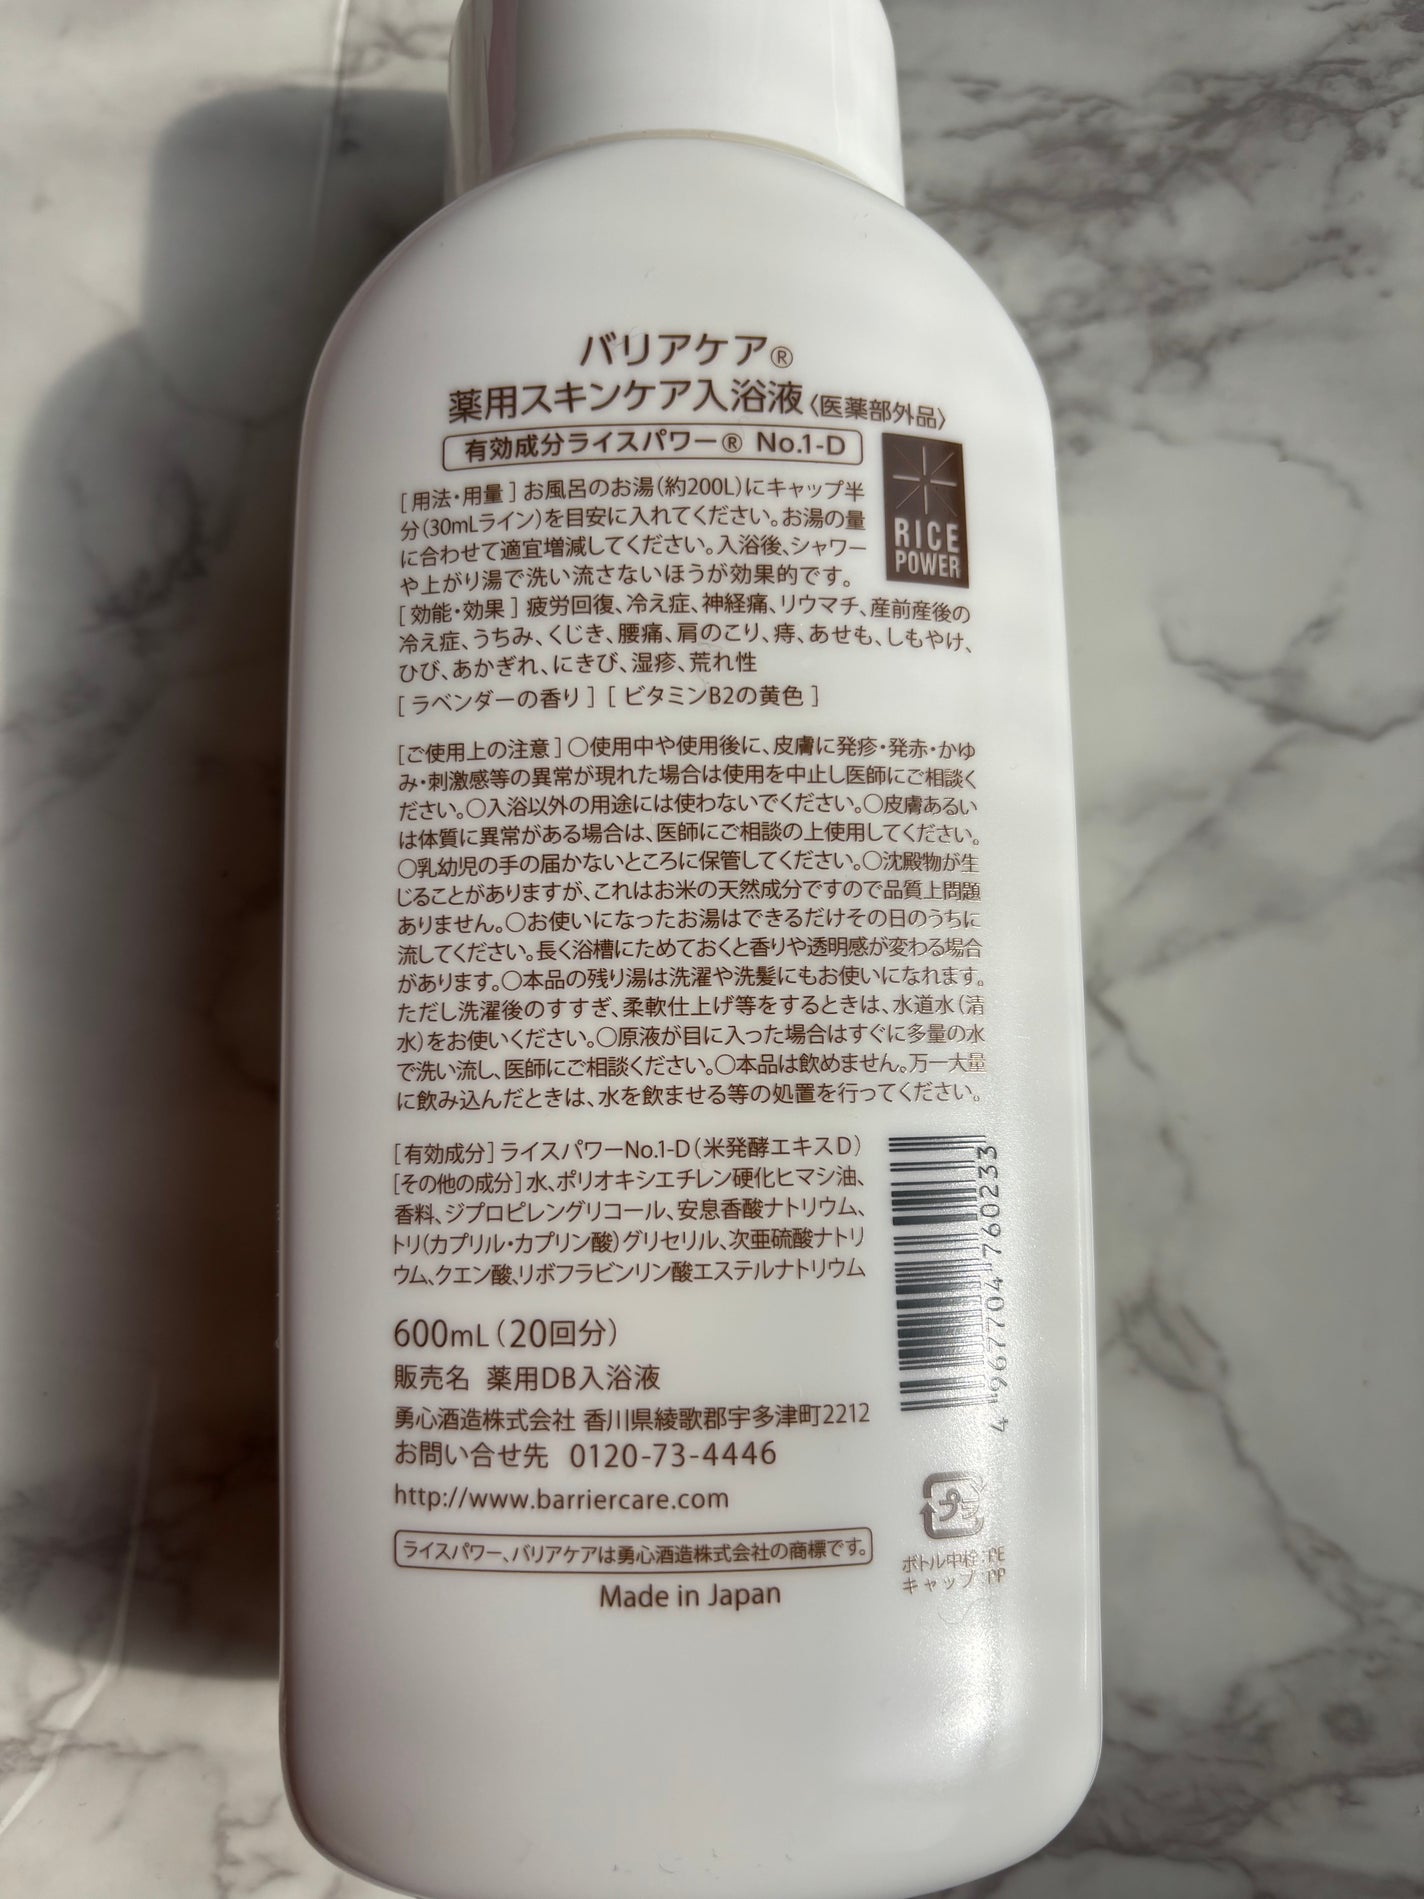 バリアケア®
薬用スキンケア入浴液〈医薬部外品〉
有効成分ライスパワー® No.1-D
RICE
POWER
[ 用法・用量 ] お風呂のお湯(約200L)にキャップ半
分(30mLライン)を目安に入れてください。お湯の量
に合わせて適宜増減してください。入浴後、シャワー
や上がり湯で洗い流さないほうが効果的です。
[ 効能・効果 ] 疲労回復、冷え症、神経痛、リウマチ、産前産後の
冷え症、うちみ、くじき、腰痛、肩のこり、痔、あせも、しもやけ、
ひび、あかぎれ、にきび、湿疹、荒れ性
[ ラベンダーの香り ] [ ビタミンB2の黄色 ]
[ご使用上の注意] ○使用中や使用後に、皮膚に発疹・発赤・かゆ
み・刺激感等の異常が現れた場合は使用を中止し医師にご相談く
ださい。○入浴以外の用途には使わないでください。○皮膚あるい
は体質に異常がある場合は、医師にご相談の上使用してください。
○乳幼児の手の届かないところに保管してください。○沈殿物が生
じることがありますが、これはお米の天然成分ですので品質上問題
ありません。○お使いになったお湯はできるだけその日のうちに
流してください。長く浴槽にためておくと香りや透明感が変わる場合
があります。○本品の残り湯は洗濯や洗髪にもお使いになれます。
ただし洗濯後のすすぎ、柔軟仕上げ等をするときは、水道水(清
水)をお使いください。○原液が目に入った場合はすぐに多量の水
で洗い流し、医師にご相談ください。○本品は飲めません。万一大量
に飲み込んだときは、水を飲ませる等の処置を行ってください。
[有効成分] ライスパワーNo.1-D(米発酵エキスD)
[その他の成分] 水、ポリオキシエチレン硬化ヒマシ油、
香料、ジプロピレングリコール、安息香酸ナトリウム、
トリ(カプリル・カプリン酸)グリセリル、次亜硫酸ナトリ
ウム、クエン酸、リボフラビンリン酸エステルナトリウム
4 967704 760233
600mL (20回分)
販売名 薬用DB入浴液
勇心酒造株式会社 香川県綾歌郡宇多津町2212
お問い合せ先 0120-73-4446
http://www.barriercare.com
プラ
ボトル中栓:PE
キャップ:PP
ライスパワー、バリアケアは勇心酒造株式会社の商標です。
Made in Japan